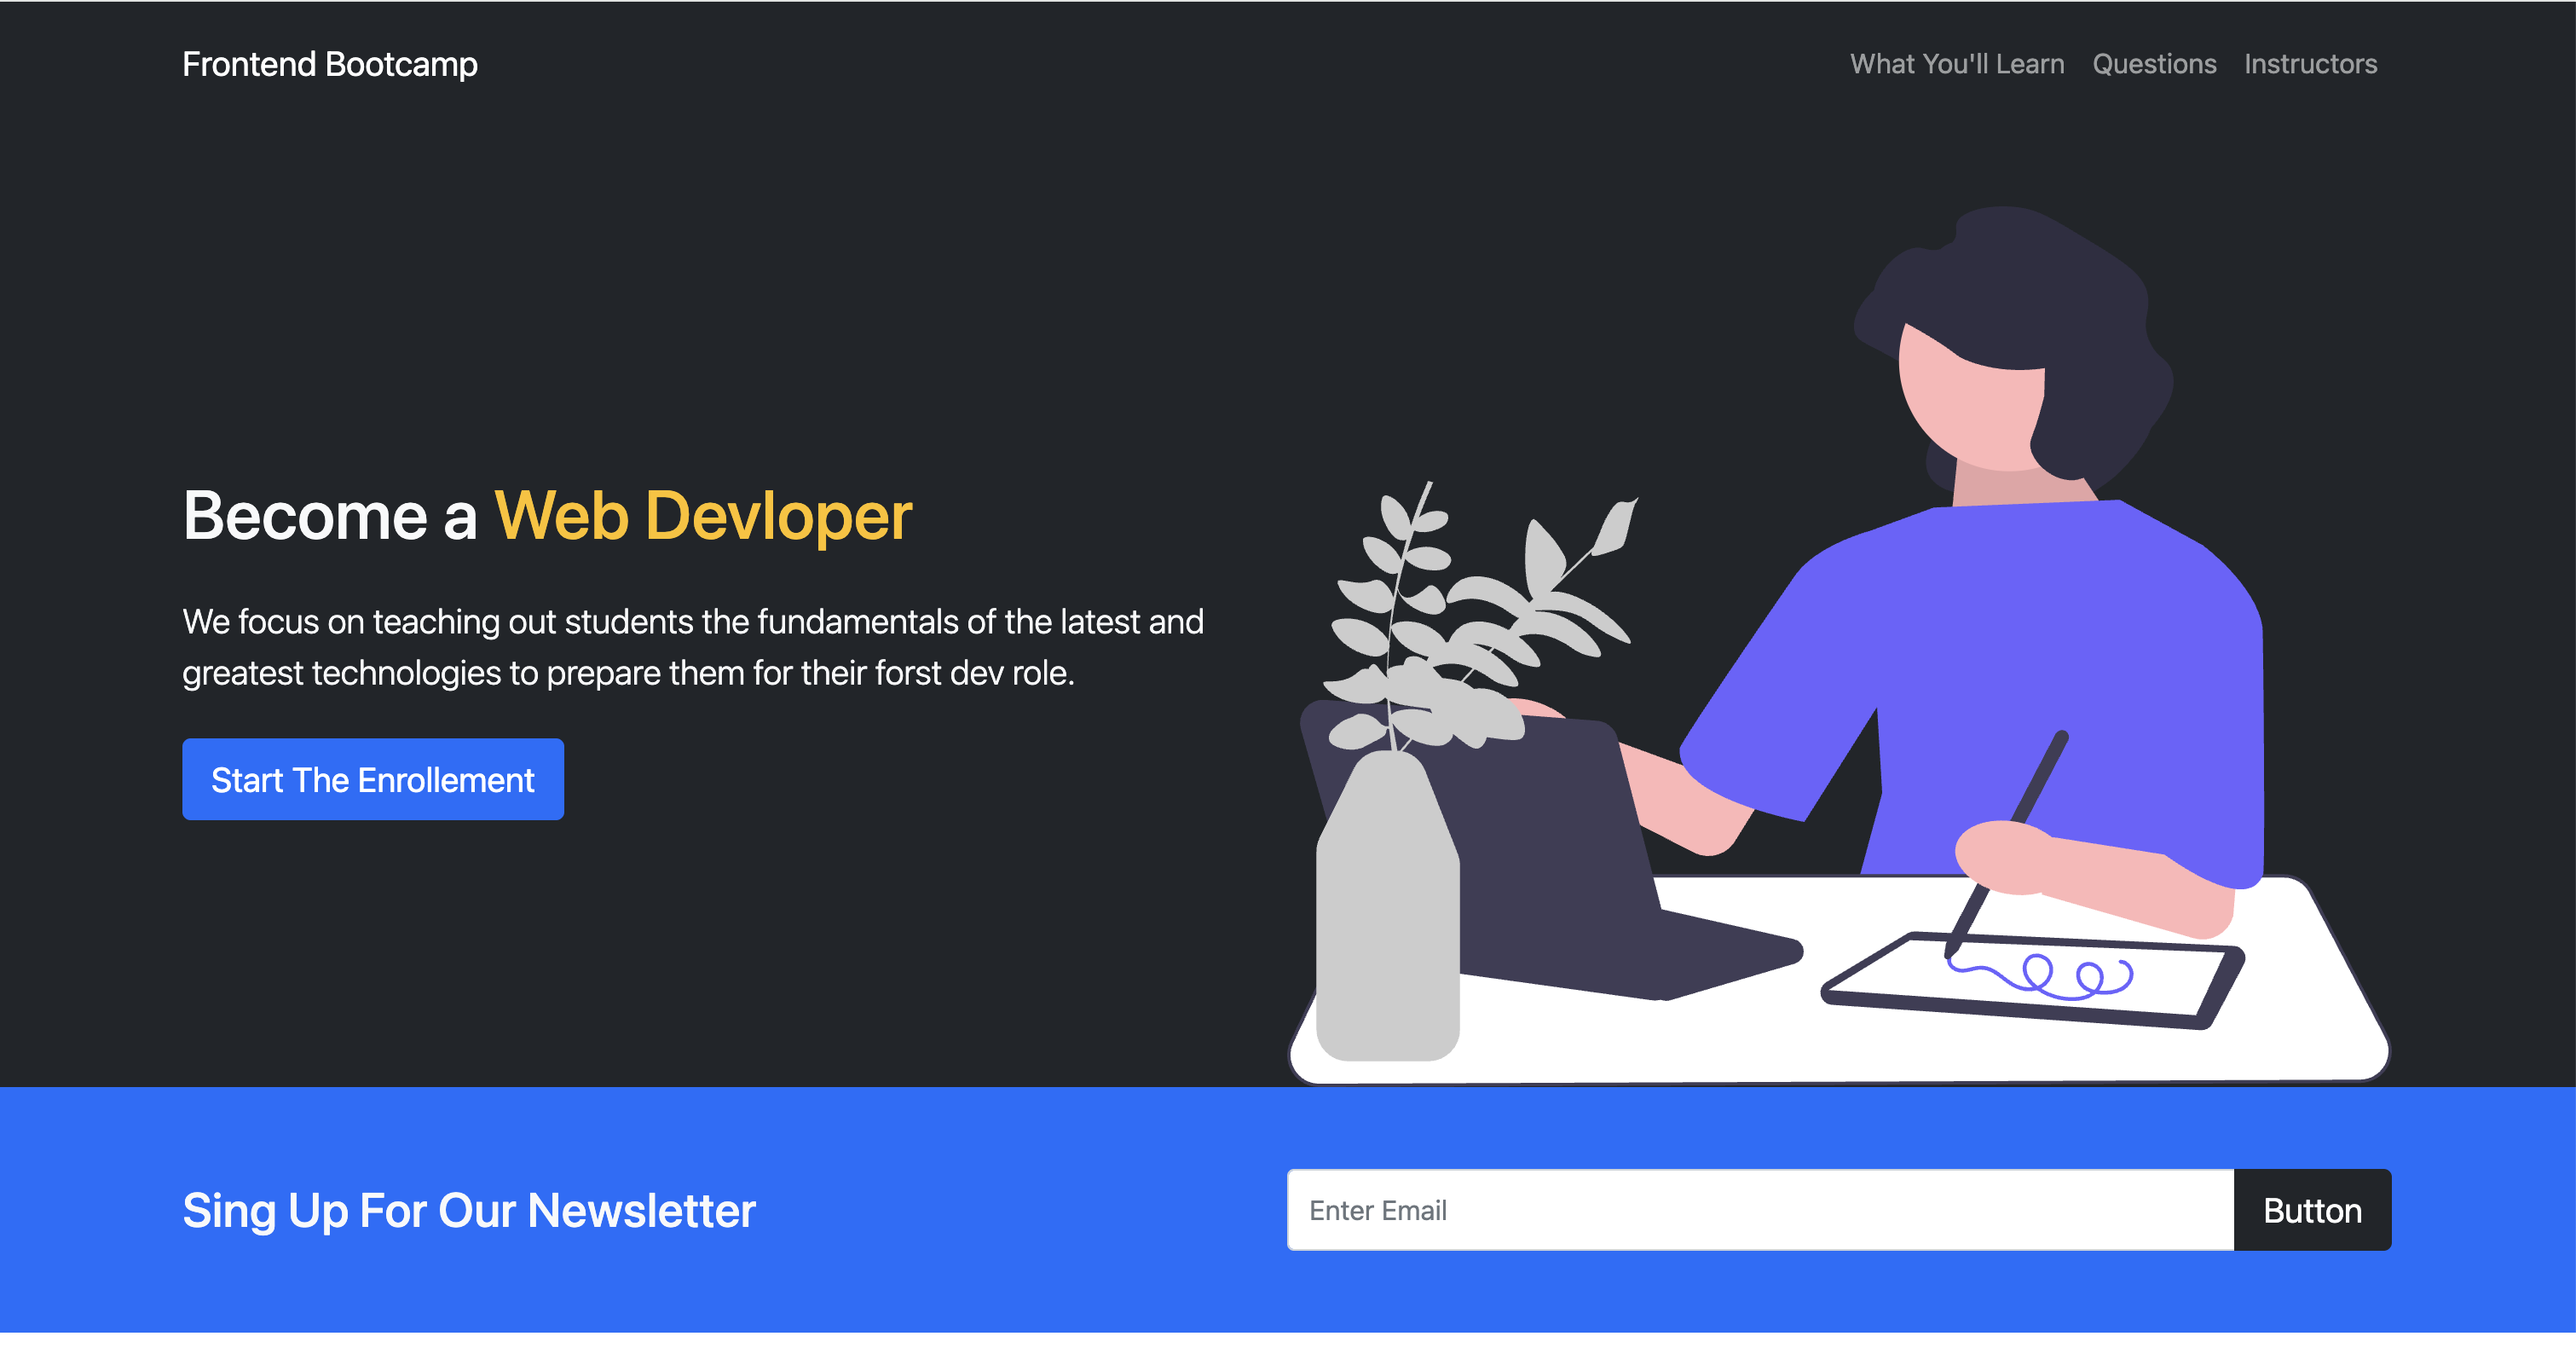 Frontend Bootcamp
What You'll Learn
Questions
Instructors
Become a Web Devloper
We focus on teaching out students the fundamentals of the latest and
greatest technologies to prepare them for their forst dev role.
Start The Enrollement
Sing Up For Our Newsletter
Enter Email
Button